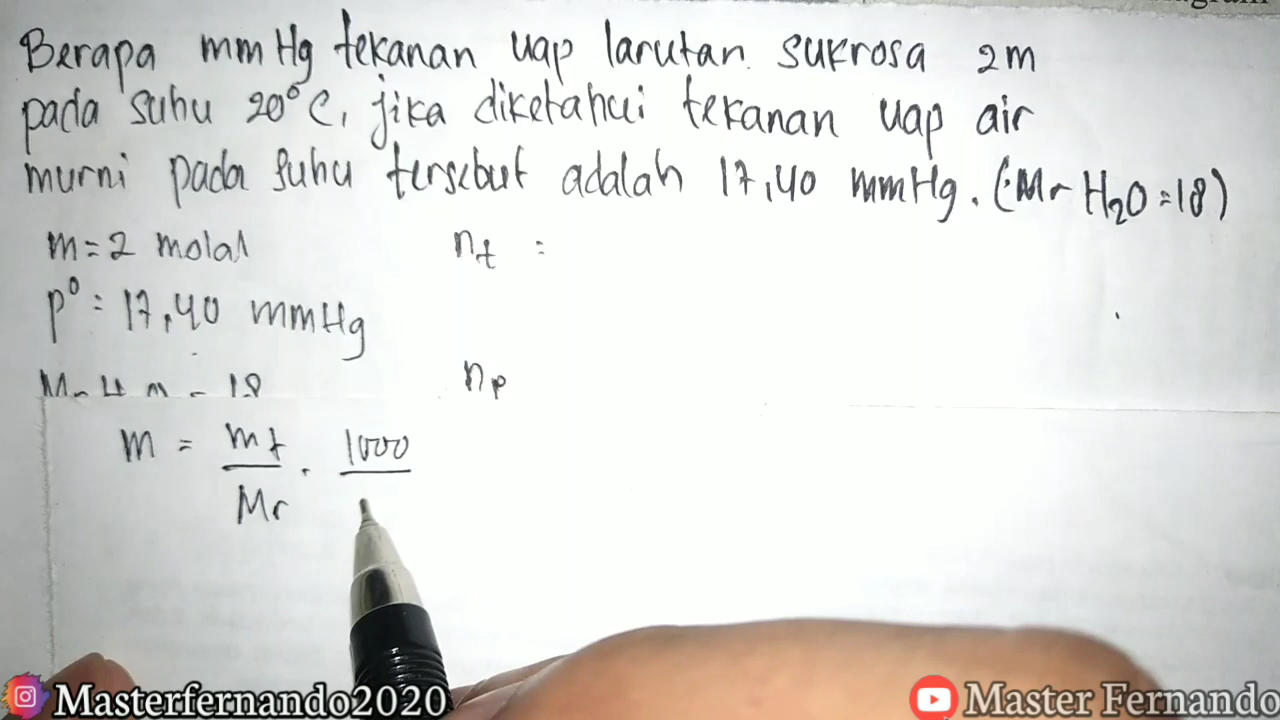 Berapa mmHg tekanan uap larutan sukrosa 2m
pada suhu 20°C, jika diketahui tekanan uap air
murni pada suhu tersebut adalah 17,40 mmHg. (Mr H₂O = 18)
m = 2 molal
nt =
P° = 17,40 mmHg
np
m = mt / Mr . 1000
Masterfernando2020
Master Fernando